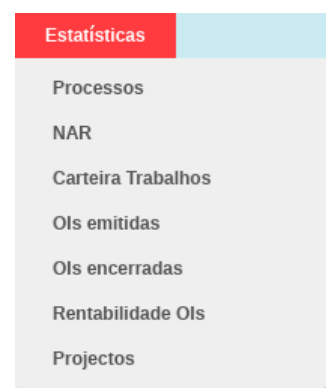 Estatísticas
Processos
NAR
Carteira Trabalhos
OIs emitidas
OIs encerradas
Rentabilidade OIs
Projectos